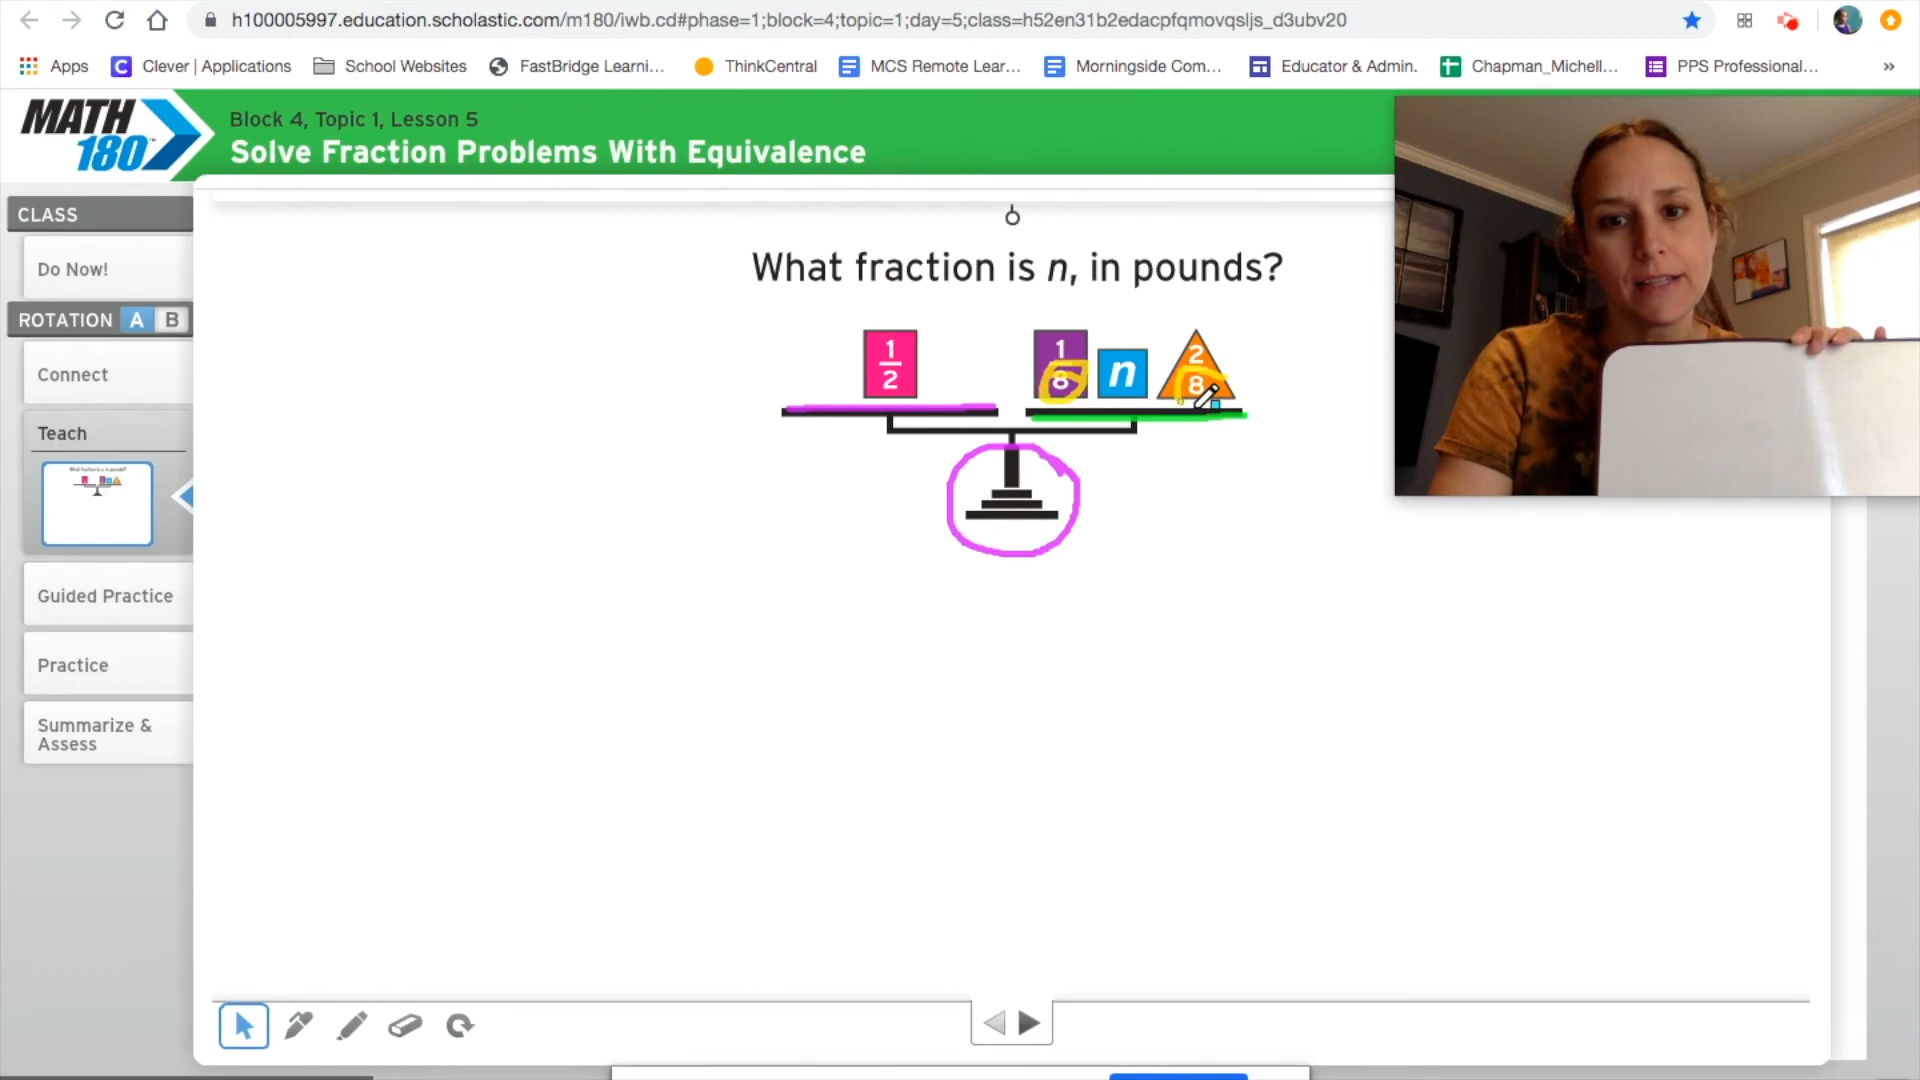 h100005997.education.scholastic.com/m180/iwb.cd#phase=1;block=4;topic=1;day=5;class=h52en31b2edacpfqmovqsljs_d3ubv20
Apps Clever | Applications School Websites FastBridge Learni... ThinkCentral MCS Remote Lear... Morningside Com... Educator & Admin. Chapman_Michell... PPS Professional... »
MATH 180
Block 4, Topic 1, Lesson 5
Solve Fraction Problems With Equivalence
CLASS
Do Now!
ROTATION A B
Connect
Teach
Guided Practice
Practice
Summarize &
Assess
What fraction is n, in pounds?
1/2 1/8 n 2/8